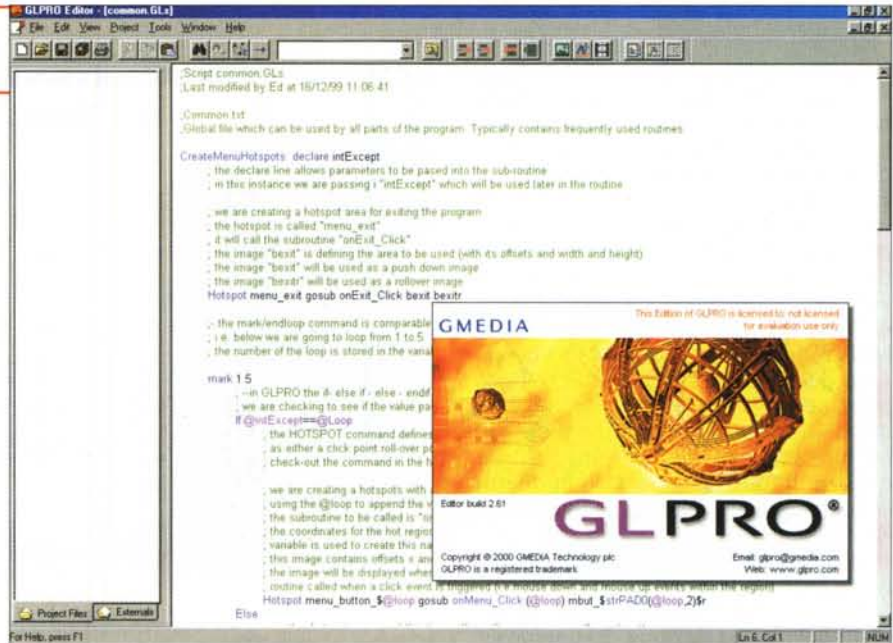 GLPRO Editor - [common.GLs]
File Edit View Project Tools Window Help
;Script common.GLs
;Last modified by Ed at 16/12/99 11:06:41
;Common.txt
;Global file which can be used by all parts of the program. Typically contains frequently used routines
CreateMenuHotspots: declare intExcept
; the declare line allows parameters to be pased into the sub-routine
; in this instance we are passing i "intExcept" which will be used later in the routine
; we are creating a hotspot area for exiting the program
; the hotspot is called "menu_exit"
; it will call the subroutine "onExit_Click"
; the image "bexit" is defining the area to be used (with its offsets and width and height)
; the image "bexit" will be used as a push down image
; the image "bexitr" will be used as a rollover image
Hotspot menu_exit gosub onExit_Click bexit bexitr
;- the mark/endloop command is comparable
; i.e. below we are going to loop from 1 to 5
; the number of the loop is stored in the
mark 1 5
; --in GLPRO the if- else if - else - endif
; we are checking to see if the value
If @intExcept==@Loop
; the HOTSPOT command defines
; as either a click point roll-over
; check-out the command in the
; we are creating a hotspots with
; using the @loop to append the
; the subroutine to be called is
; the coordinates for the hot
; variable is used to create this
; this image contains offsets x
; the image will be displayed
; routine called when a click event is triggered (i.e mouse down and mouse up events within the region)
Hotspot menu_button_$@loop gosub onMenu_Click (@loop) mbut_$strPAD0(@loop,2)$r
Else
GMEDIA
This Edition of GLPRO is licensed to: not licensed
for evaluation use only
Editor build 2.61
GLPRO®
Copyright © 2000 GMEDIA Technology plc
GLPRO is a registered trademark
Email: glpro@gmedia.com
Web: www.glpro.com
Project Files Externals
For Help, press F1
Ln 6, Col 1
NUM